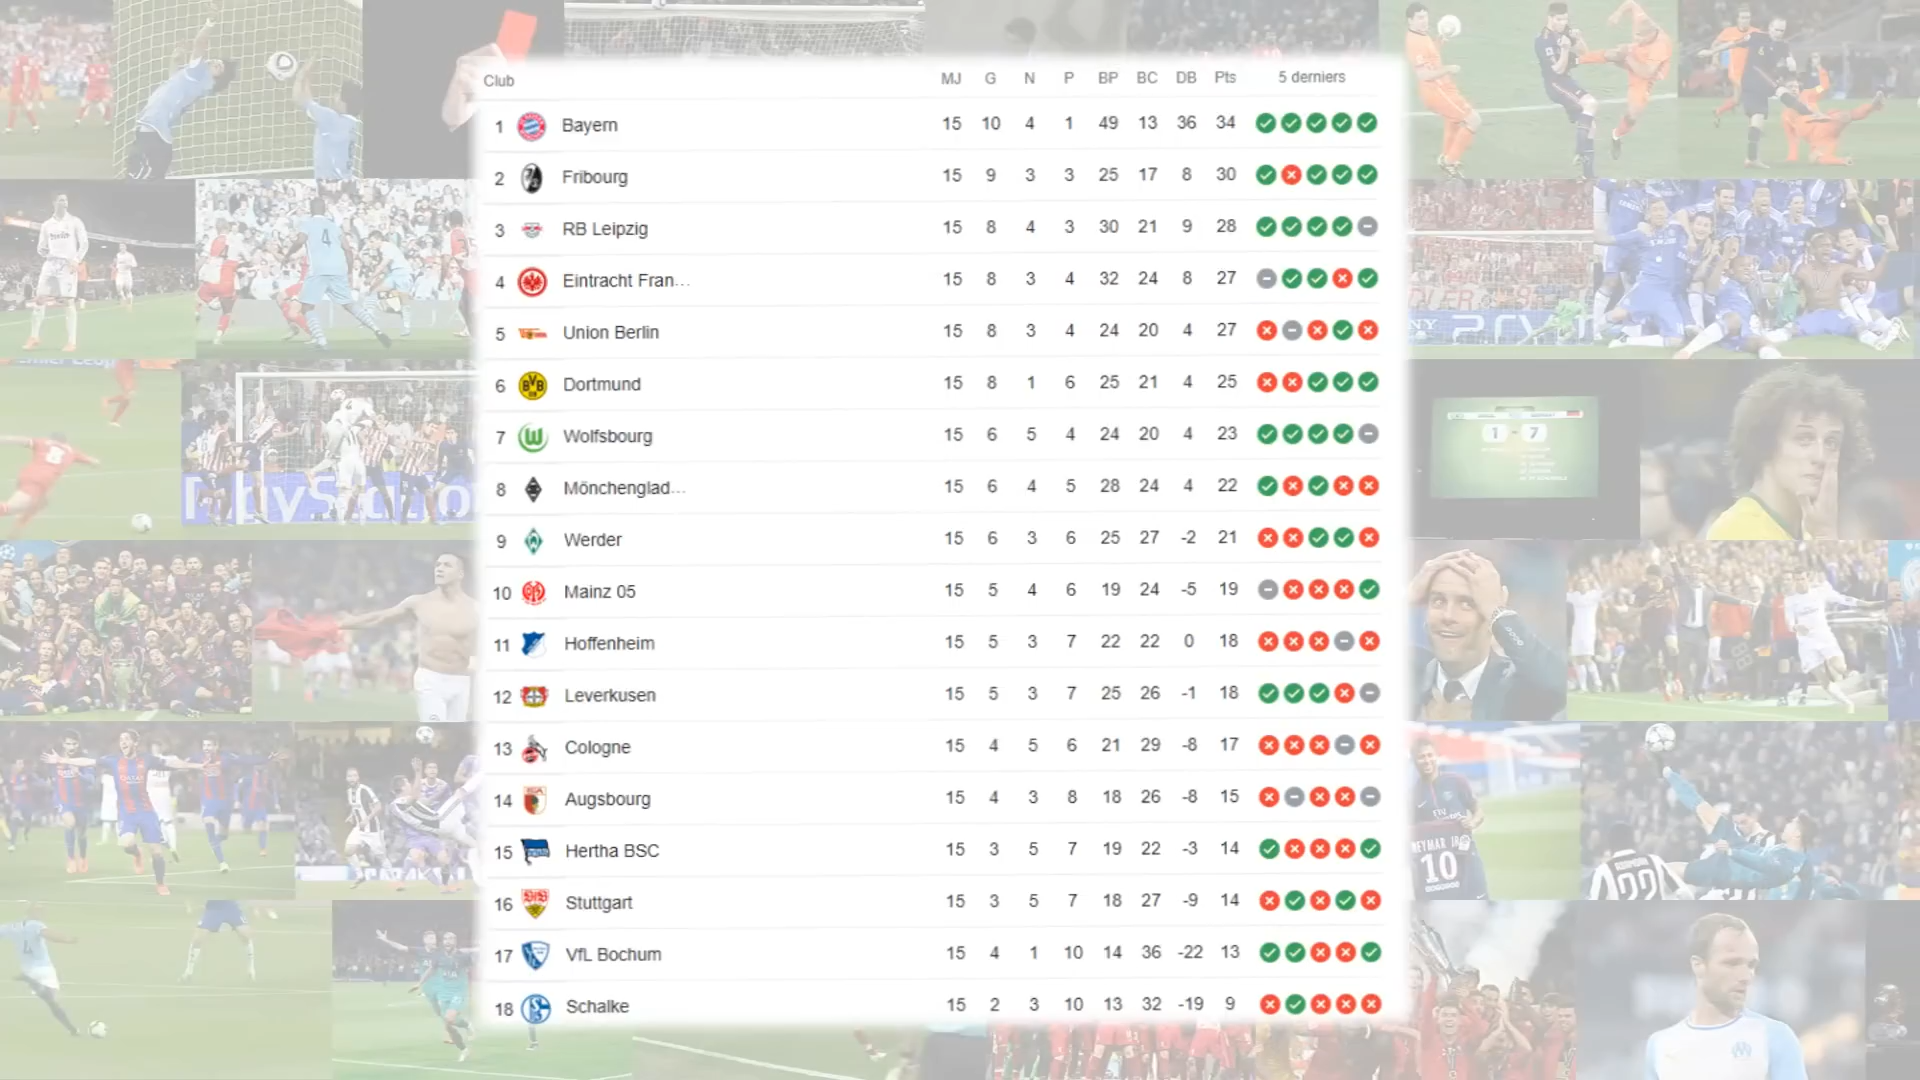 Club MJ G N P BP BC DB Pts 5 derniers
1 Bayern 15 10 4 1 49 13 36 34
2 Fribourg 15 9 3 3 25 17 8 30
3 RB Leipzig 15 8 4 3 30 21 9 28
4 Eintracht Fran... 15 8 3 4 32 24 8 27
5 Union Berlin 15 8 3 4 24 20 4 27
6 Dortmund 15 8 1 6 25 21 4 25
7 Wolfsbourg 15 6 5 4 24 20 4 23
8 Mönchenglad... 15 6 4 5 28 24 4 22
9 Werder 15 6 3 6 25 27 -2 21
10 Mainz 05 15 5 4 6 19 24 -5 19
11 Hoffenheim 15 5 3 7 22 22 0 18
12 Leverkusen 15 5 3 7 25 26 -1 18
13 Cologne 15 4 5 6 21 29 -8 17
14 Augsbourg 15 4 3 8 18 26 -8 15
15 Hertha BSC 15 3 5 7 19 22 -3 14
16 Stuttgart 15 3 5 7 18 27 -9 14
17 VfL Bochum 15 4 1 10 14 36 -22 13
18 Schalke 15 2 3 10 13 32 -19 9
4
8
1 - 7
NEYMAR JR
10
22